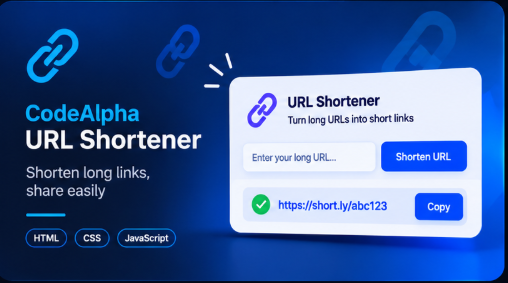 CodeAlpha
URL Shortener
Shorten long links,
share easily
HTML CSS JavaScript
URL Shortener
Turn long URLs into short links
Enter your long URL... Shorten URL
https://short.ly/abc123 Copy